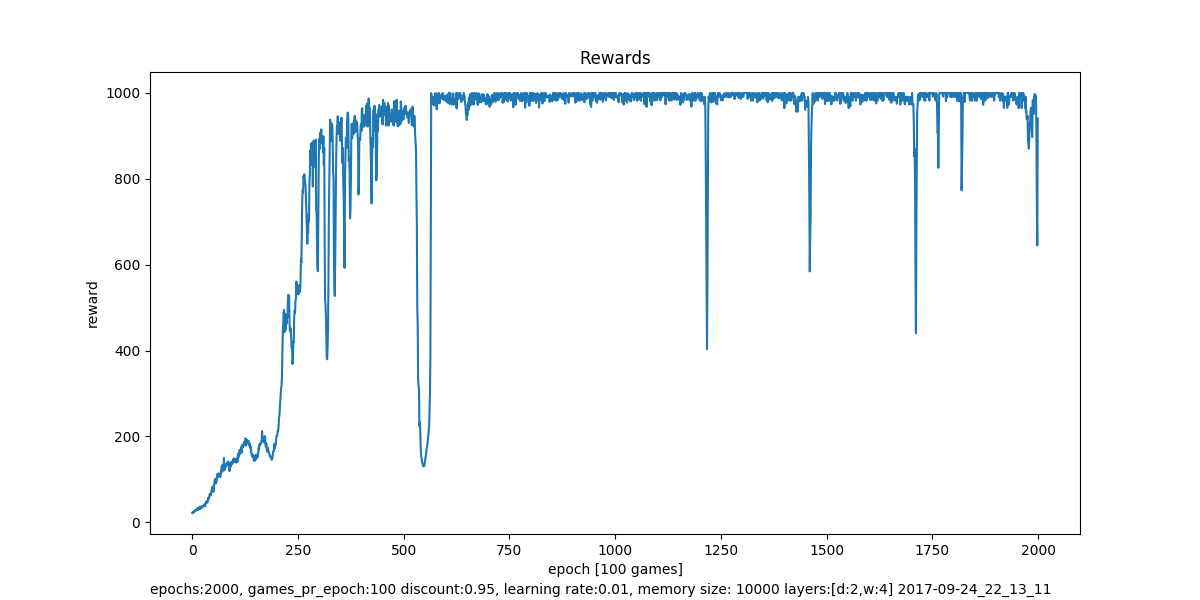 Rewards
1000
800
600
400
200
0
reward
0 250 500 750 1000 1250 1500 1750 2000
epoch [100 games]
epochs:2000, games_pr_epoch:100 discount:0.95, learning rate:0.01, memory size: 10000 layers:[d:2,w:4] 2017-09-24_22_13_11